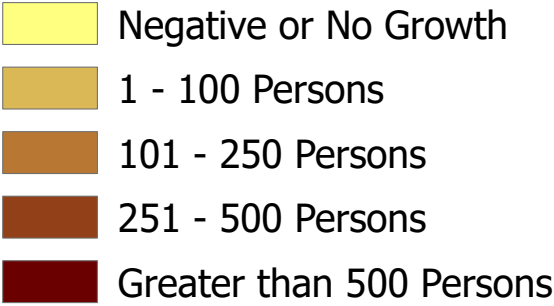 Negative or No Growth
1 - 100 Persons
101 - 250 Persons
251 - 500 Persons
Greater than 500 Persons